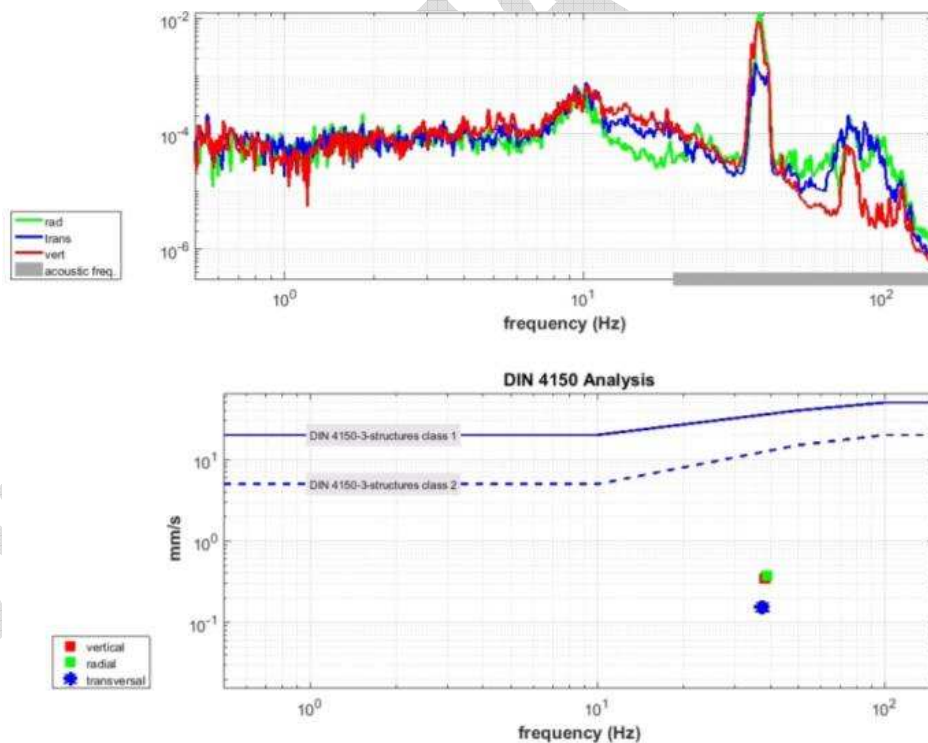 10^-2
10^-4
10^-6
rad
trans
vert
acoustic freq.
10^0
10^1
10^2
frequency (Hz)
DIN 4150 Analysis
DIN 4150-3-structures class 1
10^1
DIN 4150-3-structures class 2
mm/s
10^0
10^-1
vertical
radial
transversal
10^0
10^1
10^2
frequency (Hz)